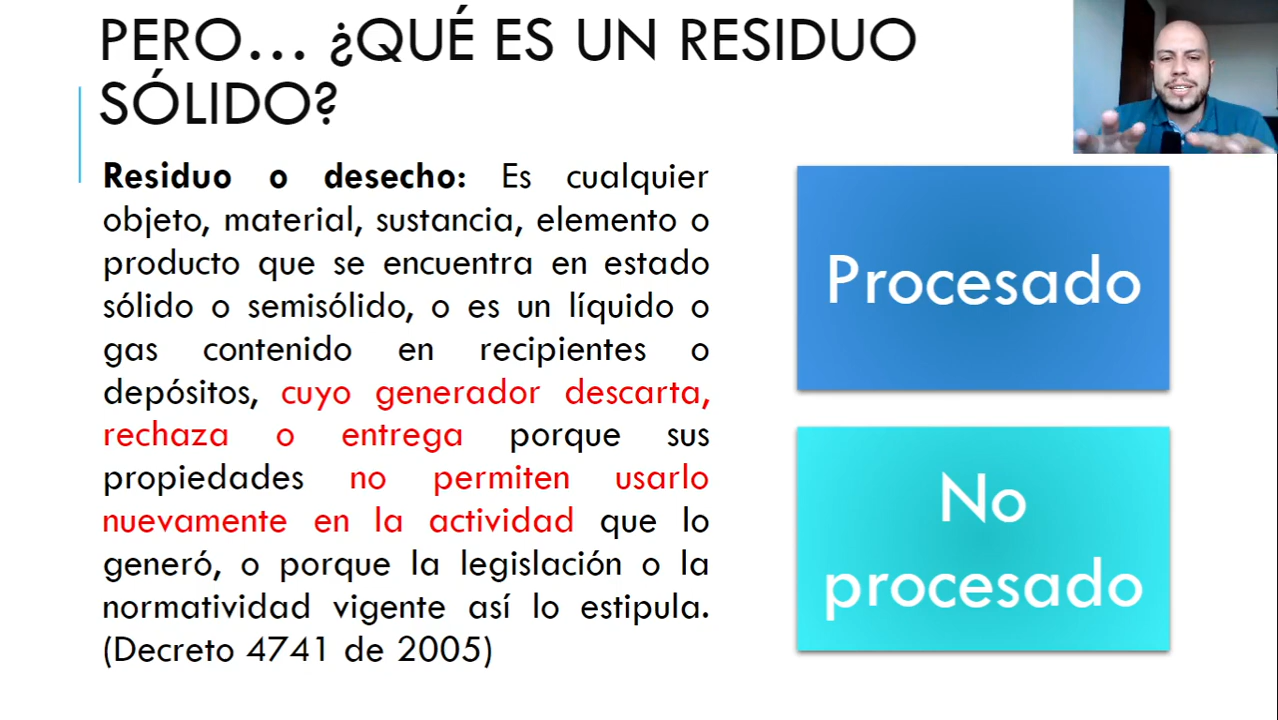 PERO… ¿QUÉ ES UN RESIDUO
SÓLIDO?
Residuo o desecho: Es cualquier
objeto, material, sustancia, elemento o
producto que se encuentra en estado
sólido o semisólido, o es un líquido o
gas contenido en recipientes o
depósitos, cuyo generador descarta,
rechaza o entrega porque sus
propiedades no permiten usarlo
nuevamente en la actividad que lo
generó, o porque la legislación o la
normatividad vigente así lo estipula.
(Decreto 4741 de 2005)
Procesado
No
procesado